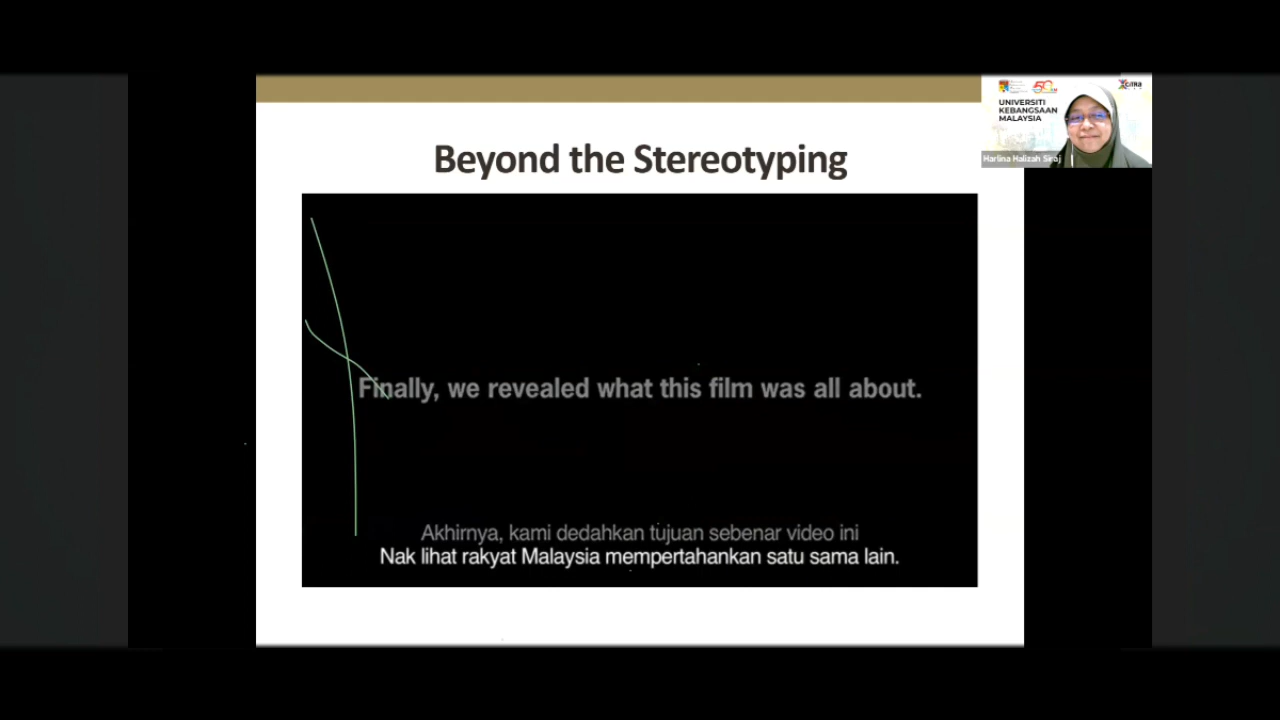 Beyond the Stereotyping
UNIVERSITI
KEBANGSAAN
MALAYSIA
Harlina Halizah Siraj
Finally, we revealed what this film was all about.
Akhirnya, kami dedahkan tujuan sebenar video ini
Nak lihat rakyat Malaysia mempertahankan satu sama lain.